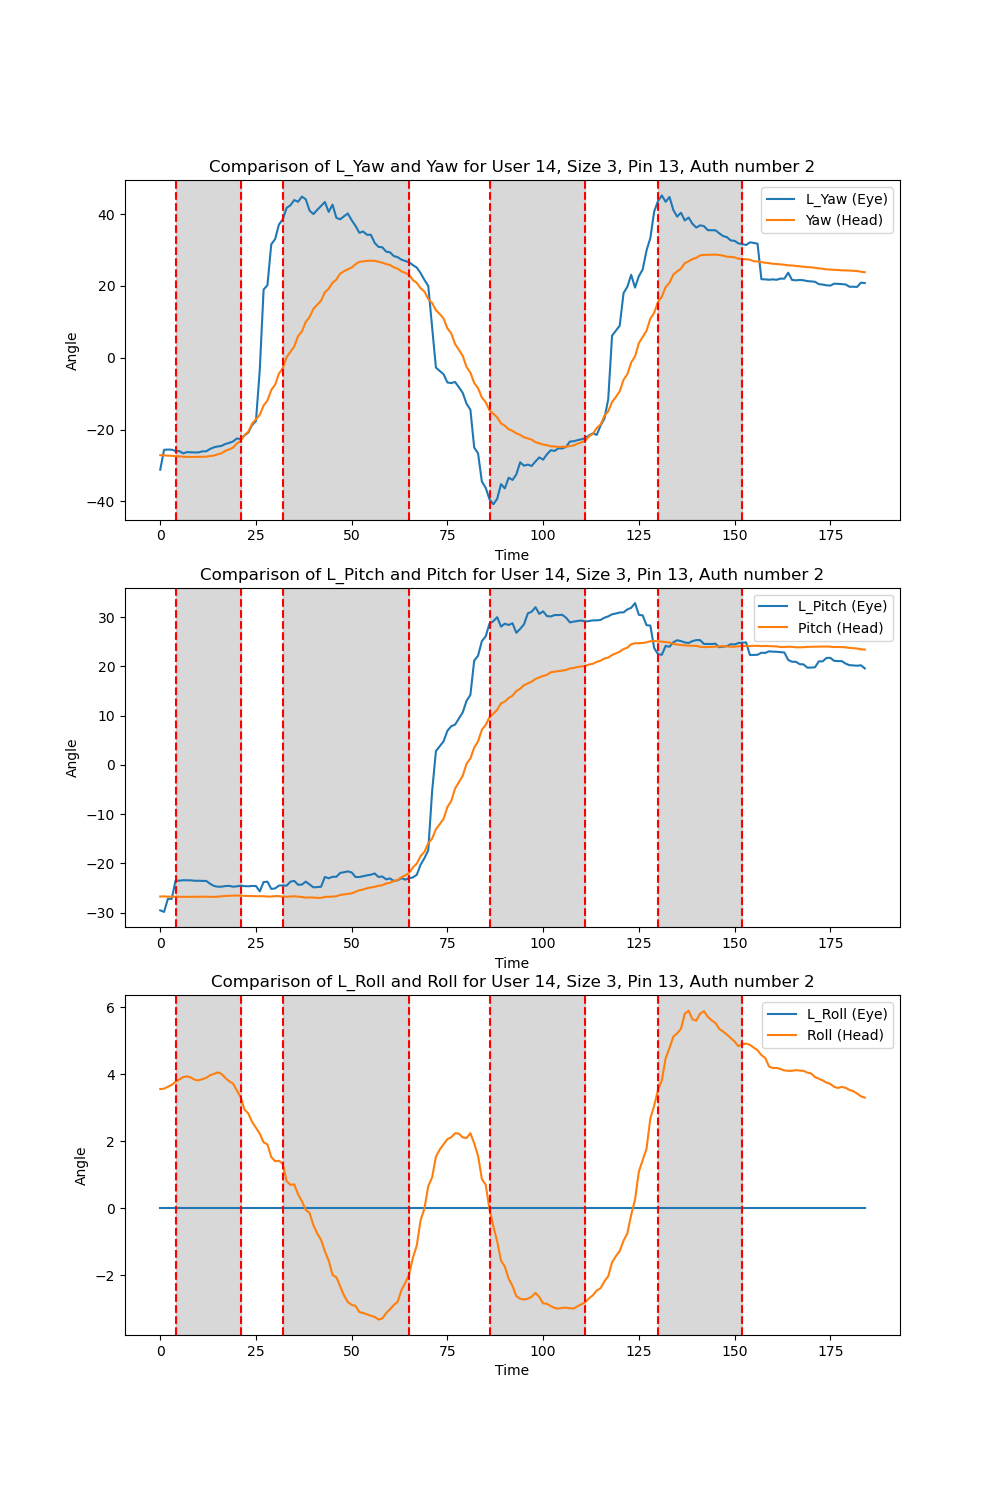 Comparison of L_Yaw and Yaw for User 14, Size 3, Pin 13, Auth number 2
L_Yaw (Eye)
Yaw (Head)
40
20
0
−20
−40
Angle
0 25 50 75 100 125 150 175
Time
Comparison of L_Pitch and Pitch for User 14, Size 3, Pin 13, Auth number 2
L_Pitch (Eye)
Pitch (Head)
30
20
10
0
−10
−20
−30
Angle
0 25 50 75 100 125 150 175
Time
Comparison of L_Roll and Roll for User 14, Size 3, Pin 13, Auth number 2
L_Roll (Eye)
Roll (Head)
6
4
2
0
−2
Angle
0 25 50 75 100 125 150 175
Time